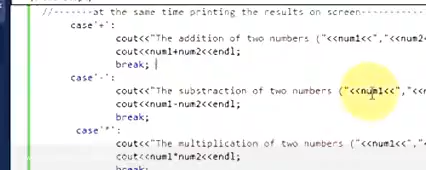 //-------at the same time printing the results on screen------------
case'+':
cout<<"The addition of two numbers ("<<num1<<","<<num2
cout<<num1+num2<<endl;
break;
case'-':
cout<<"The substraction of two numbers ("<<num1<<","<<
cout<<num1-num2<<endl;
break;
case'*':
cout<<"The multiplication of two numbers ("<<num1<<","
cout<<num1*num2<<endl;
break;